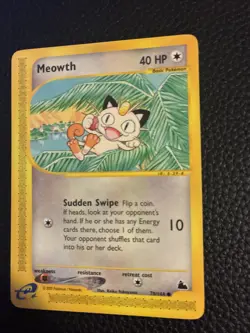 Meowth
40 HP
Basic Pokémon
Sudden Swipe Flip a coin.
If heads, look at your opponent's
hand. If he or she has any Energy
cards there, choose 1 of them.
Your opponent shuffles that card
into his or her deck.
10
weakness
resistance
retreat cost